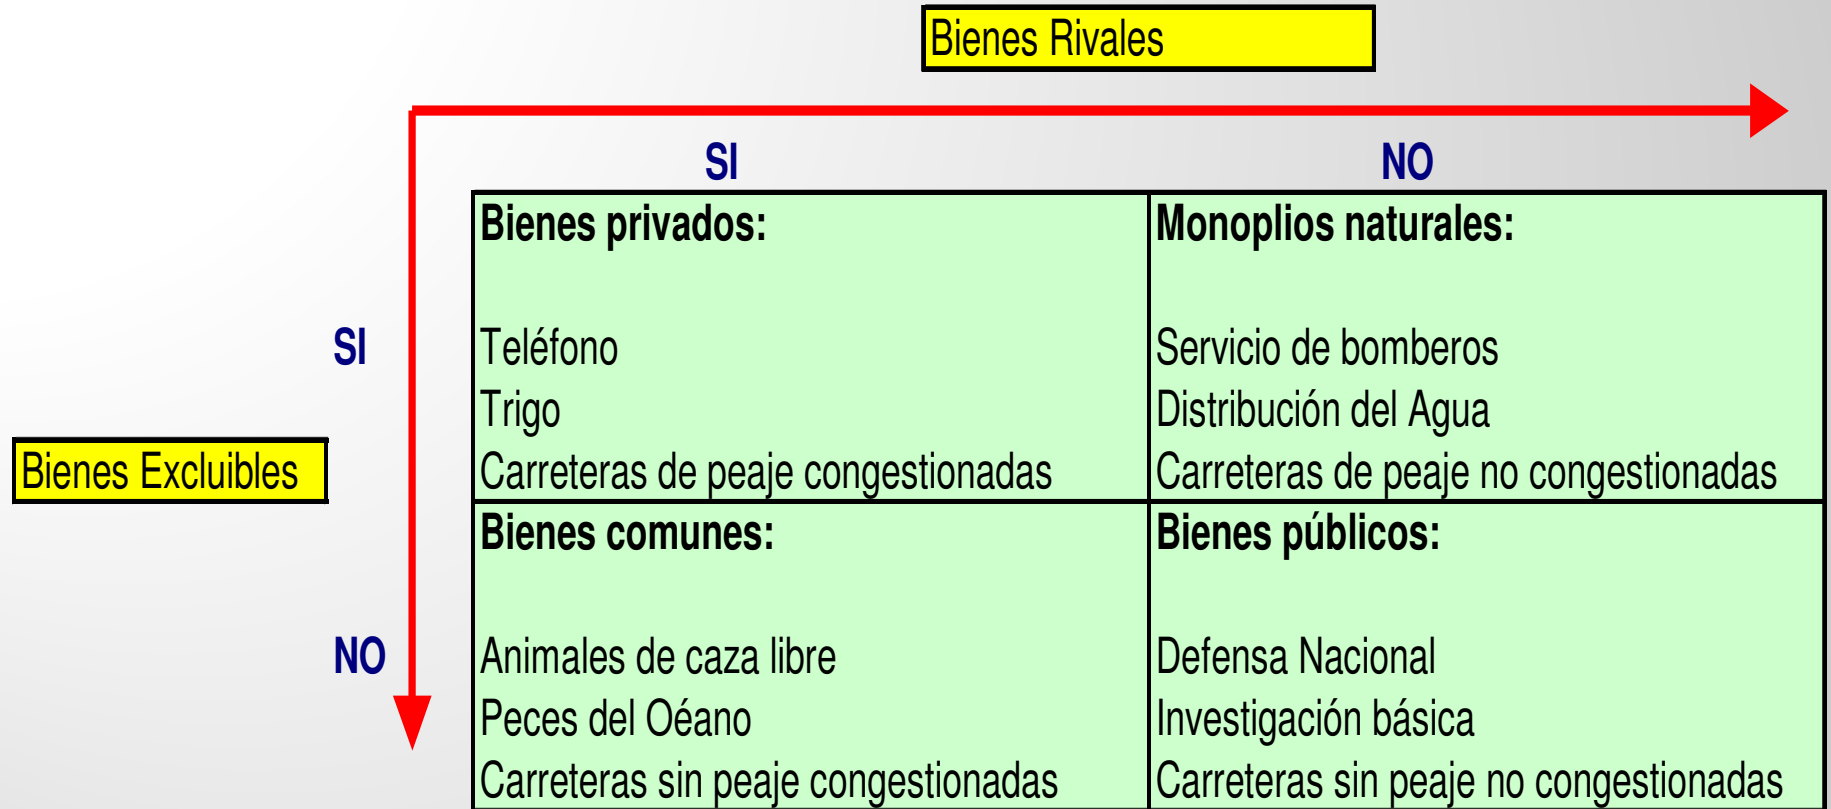 Bienes Rivales
SI NO
Bienes privados: Monoplios naturales:
SI Teléfono Servicio de bomberos
Trigo Distribución del Agua
Bienes Excluibles Carreteras de peaje congestionadas Carreteras de peaje no congestionadas
Bienes comunes: Bienes públicos:
NO Animales de caza libre Defensa Nacional
Peces del Oéano Investigación básica
Carreteras sin peaje congestionadas Carreteras sin peaje no congestionadas